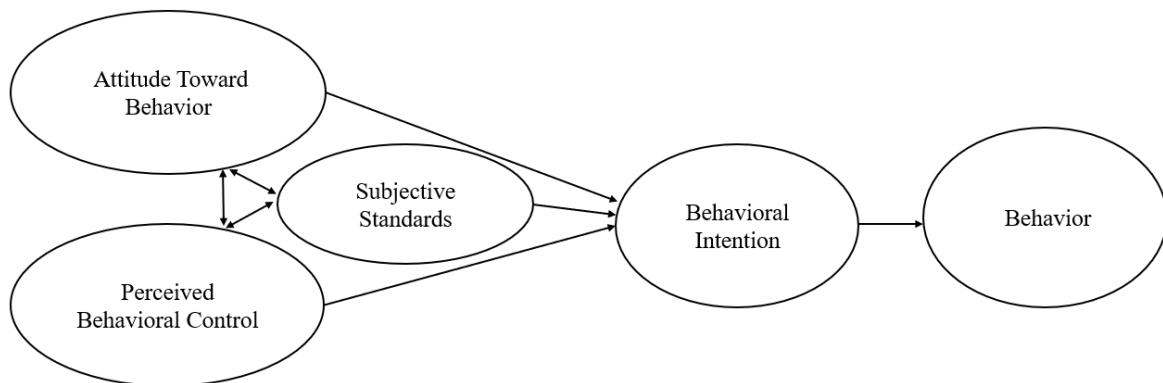 Attitude Toward
Behavior
Subjective
Standards
Perceived
Behavioral Control
Behavioral
Intention
Behavior